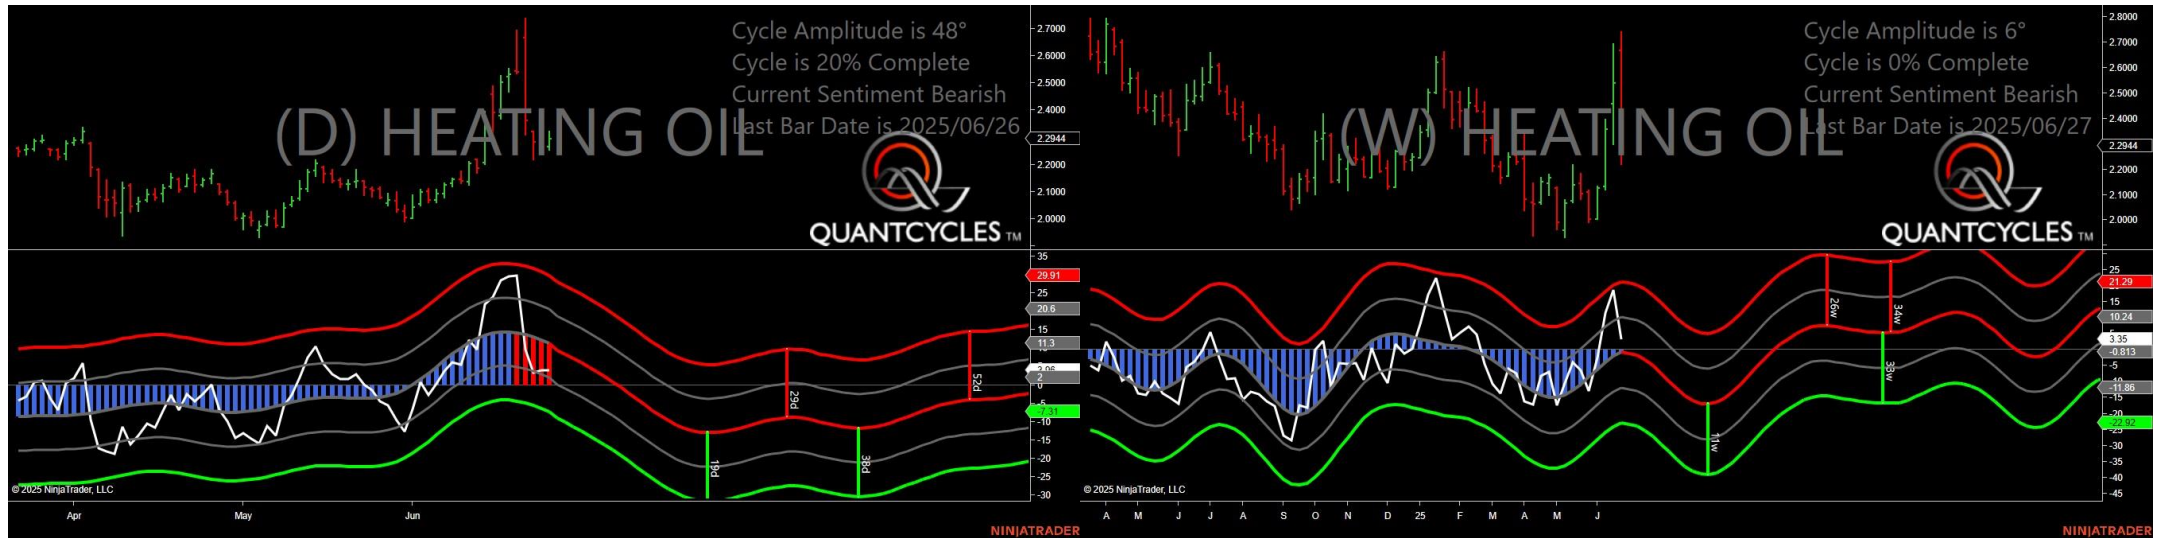 Cycle Amplitude is 48°
Cycle is 20% Complete
Current Sentiment Bearish
Last Bar Date is 2025/06/26
(D) HEATING OIL
QUANTCYCLES TM
2.7000
2.6000
2.5000
2.4000
2.2944
2.2000
2.1000
2.0000
35
29.91
25
20.6
15
11.3
2
-5
-7.31
-10
-15
-20
-25
-30
19d
29d
38d
52d
© 2025 NinjaTrader, LLC
Apr May Jun
NINJATRADER
Cycle Amplitude is 6°
Cycle is 0% Complete
Current Sentiment Bearish
Last Bar Date is 2025/06/27
(W) HEATING OIL
QUANTCYCLES TM
2.8000
2.7000
2.6000
2.5000
2.4000
2.2944
2.2000
2.1000
2.0000
25
21.29
15
10.24
3.35
-0.813
-5
-11.86
-15
-20
-22.92
-30
-35
-40
-45
11w
26w
33w
34w
© 2025 NinjaTrader, LLC
A M J J A S O N D 25 F M A M J
NINJATRADER